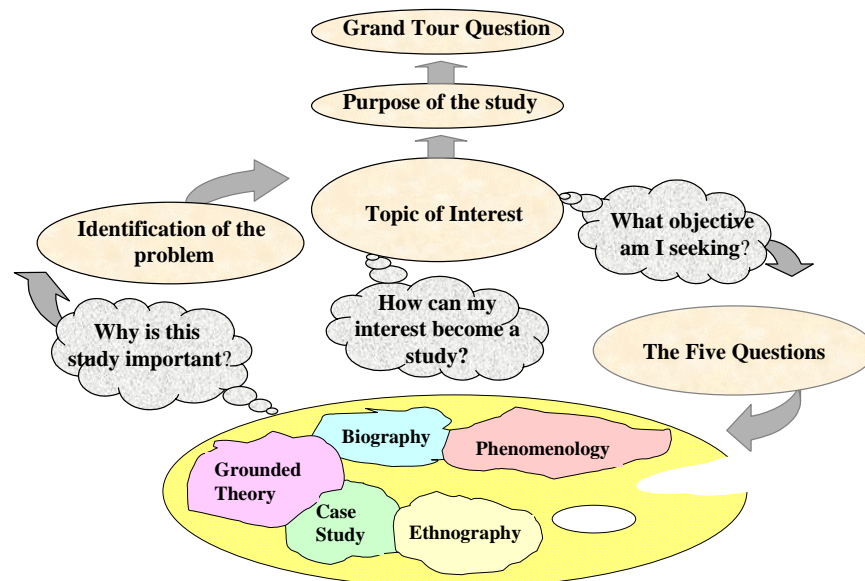 Grand Tour Question
Purpose of the study
Topic of Interest
Identification of the
problem
What objective
am I seeking?
How can my
interest become a
study?
Why is this
study important?
The Five Questions
Biography
Phenomenology
Grounded
Theory
Case
Study
Ethnography